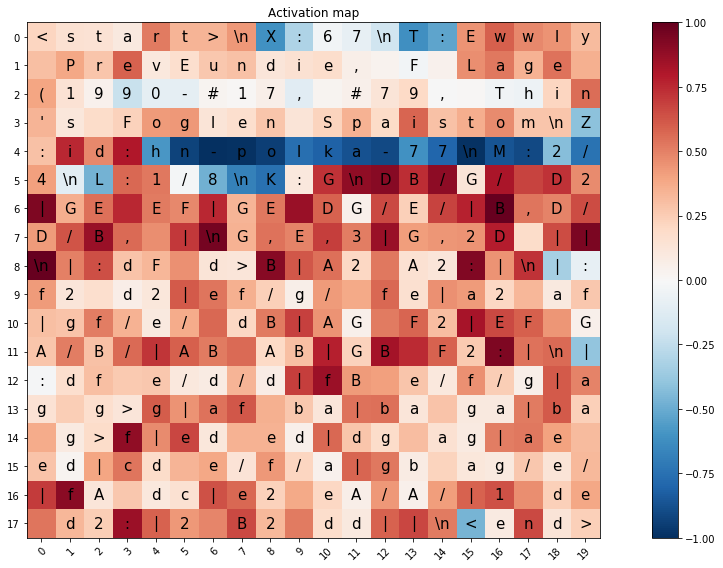 Activation map
0 < s t a r t > \n X : 6 7 \n T : E w w l y
1 P r e v E u n d i e , F L a g e
2 ( 1 9 9 0 - # 1 7 , # 7 9 , T h i n
3 ' s F o g l e n S p a i s t o m \n Z
4 : i d : h n - p o l k a - 7 7 \n M : 2 /
5 4 \n L : 1 / 8 \n K : G \n D B / G / D 2
6 | G E E F | G E D G / E / | B , D /
7 D / B , | \n G , E , 3 | G , 2 D | |
8 \n | : d F d > B | A 2 A 2 : | \n | :
9 f 2 d 2 | e f / g / f e | a 2 a f
10 | g f / e / d B | A G F 2 | E F G
11 A / B / | A B A B | G B F 2 : | \n |
12 : d f e / d / d | f B e / f / g | a
13 g g > g | a f b a | b a g a | b a
14 g > f | e d e d | d g a g | a e
15 e d | c d e / f / a | g b a g / e /
16 | f A d c | e 2 e A / A / | 1 d e
17 d 2 : | 2 B 2 d d | | \n < e n d >
0 1 2 3 4 5 6 7 8 9 10 11 12 13 14 15 16 17 18 19
1.00
0.75
0.50
0.25
0.00
−0.25
−0.50
−0.75
−1.00